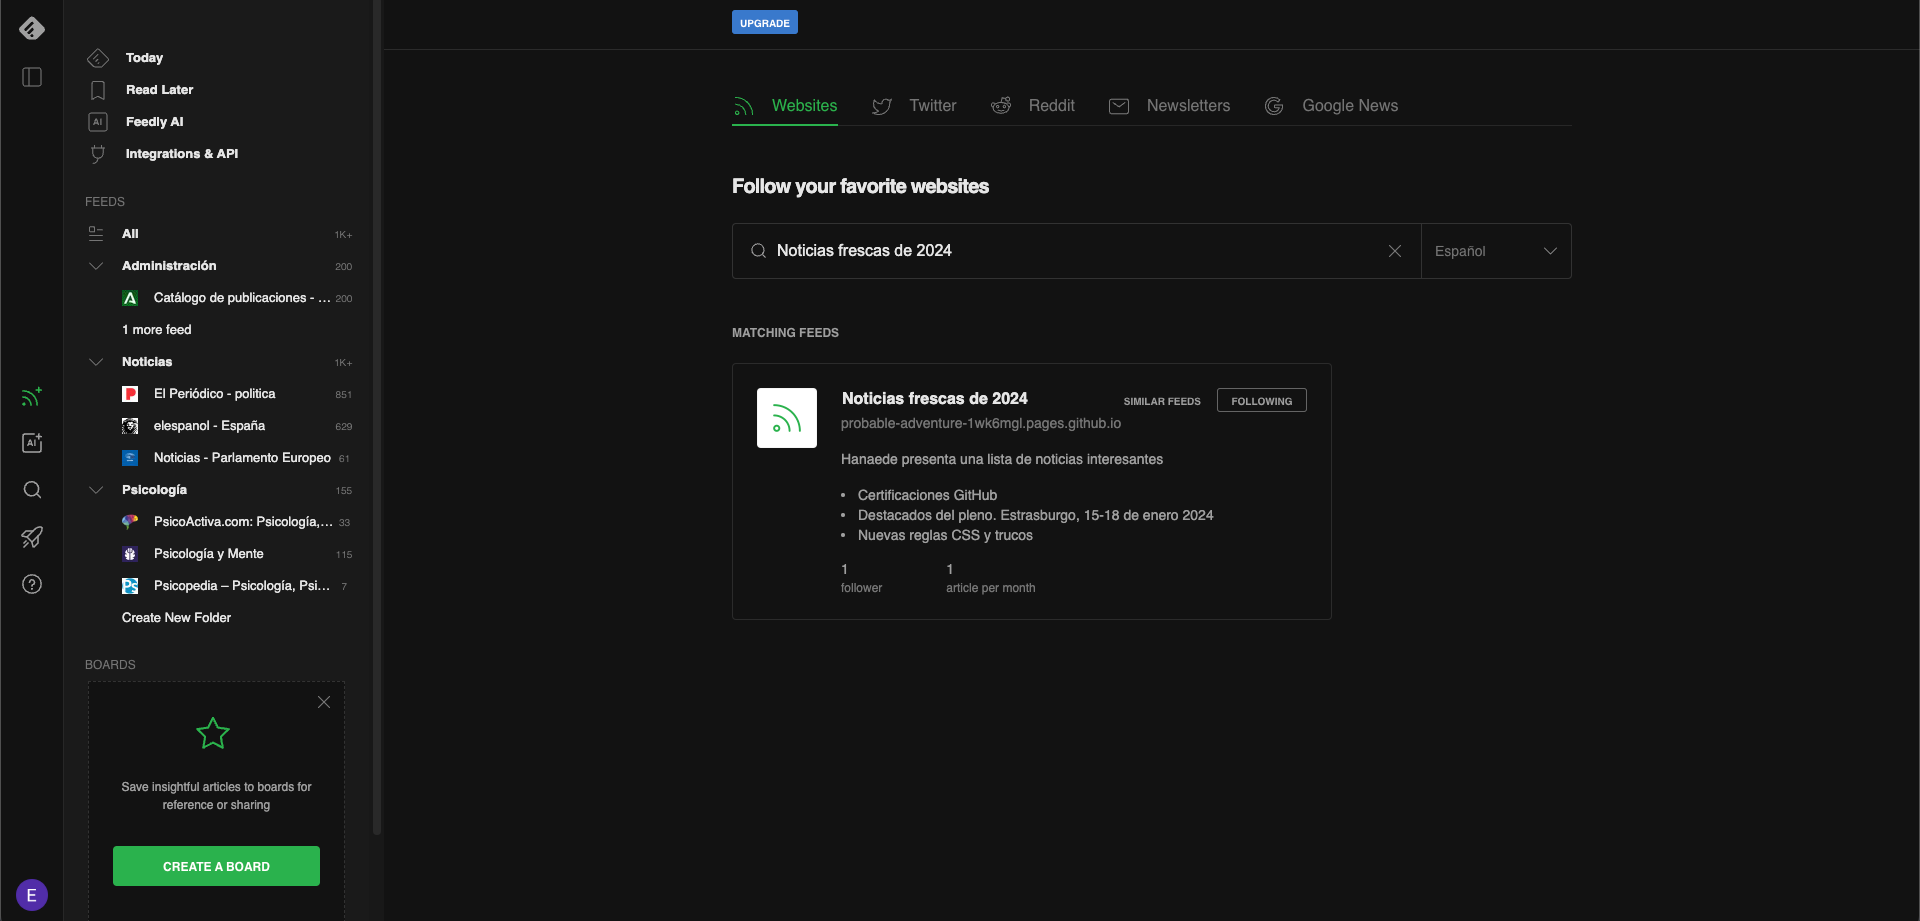 UPGRADE
Today
Read Later
AI Feedly AI
Integrations & API
FEEDS
All 1K+
Administración 200
Catálogo de publicaciones - ... 200
1 more feed
Noticias 1K+
El Periódico - politica 851
elespanol - España 629
Noticias - Parlamento Europeo 61
Psicología 155
PsicoActiva.com: Psicología,... 33
Psicología y Mente 115
Psicopedia – Psicología, Psi... 7
Create New Folder
BOARDS
Save insightful articles to boards for
reference or sharing
CREATE A BOARD
AI
E
Websites Twitter Reddit Newsletters Google News
Follow your favorite websites
Noticias frescas de 2024 Español
MATCHING FEEDS
Noticias frescas de 2024 SIMILAR FEEDS FOLLOWING
probable-adventure-1wk6mgl.pages.github.io
Hanaede presenta una lista de noticias interesantes
• Certificaciones GitHub
• Destacados del pleno. Estrasburgo, 15-18 de enero 2024
• Nuevas reglas CSS y trucos
1 1
follower article per month